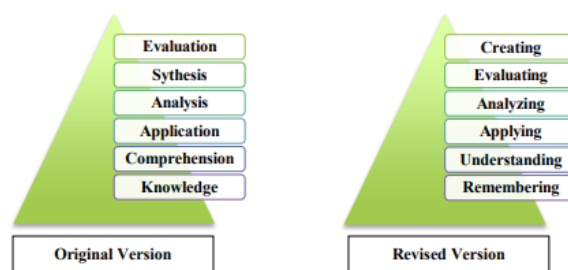 Evaluation
Sythesis
Analysis
Application
Comprehension
Knowledge
Original Version
Creating
Evaluating
Analyzing
Applying
Understanding
Remembering
Revised Version